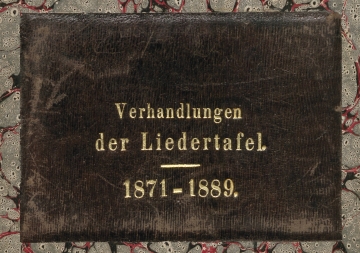 Verhandlungen
der Liedertafel.
1871-1889.